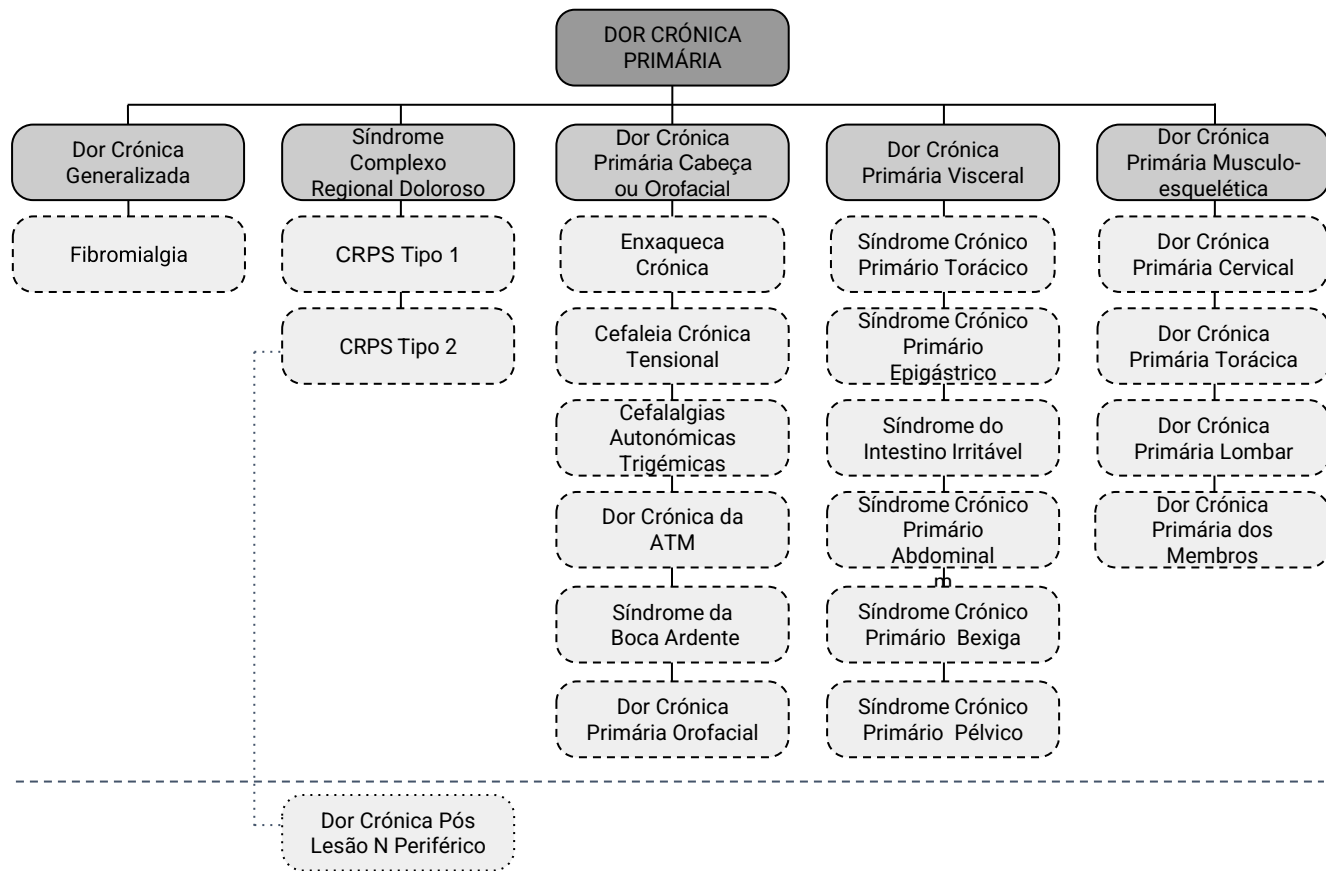 DOR CRÓNICA
PRIMÁRIA
Dor Crónica
Generalizada
Fibromialgia
Síndrome
Complexo
Regional Doloroso
CRPS Tipo 1
CRPS Tipo 2
Dor Crónica
Primária Cabeça
ou Orofacial
Enxaqueca
Crónica
Cefaleia Crónica
Tensional
Cefalalgias
Autonómicas
Trigémicas
Dor Crónica da
ATM
Síndrome da
Boca Ardente
Dor Crónica
Primária Orofacial
Dor Crónica
Primária Visceral
Síndrome Crónico
Primário Torácico
Síndrome Crónico
Primário
Epigástrico
Síndrome do
Intestino Irritável
Síndrome Crónico
Primário
Abdominal
m
Síndrome Crónico
Primário  Bexiga
Síndrome Crónico
Primário  Pélvico
Dor Crónica
Primária Musculo-
esquelética
Dor Crónica
Primária Cervical
Dor Crónica
Primária Torácica
Dor Crónica
Primária Lombar
Dor Crónica
Primária dos
Membros
Dor Crónica Pós
Lesão N Periférico